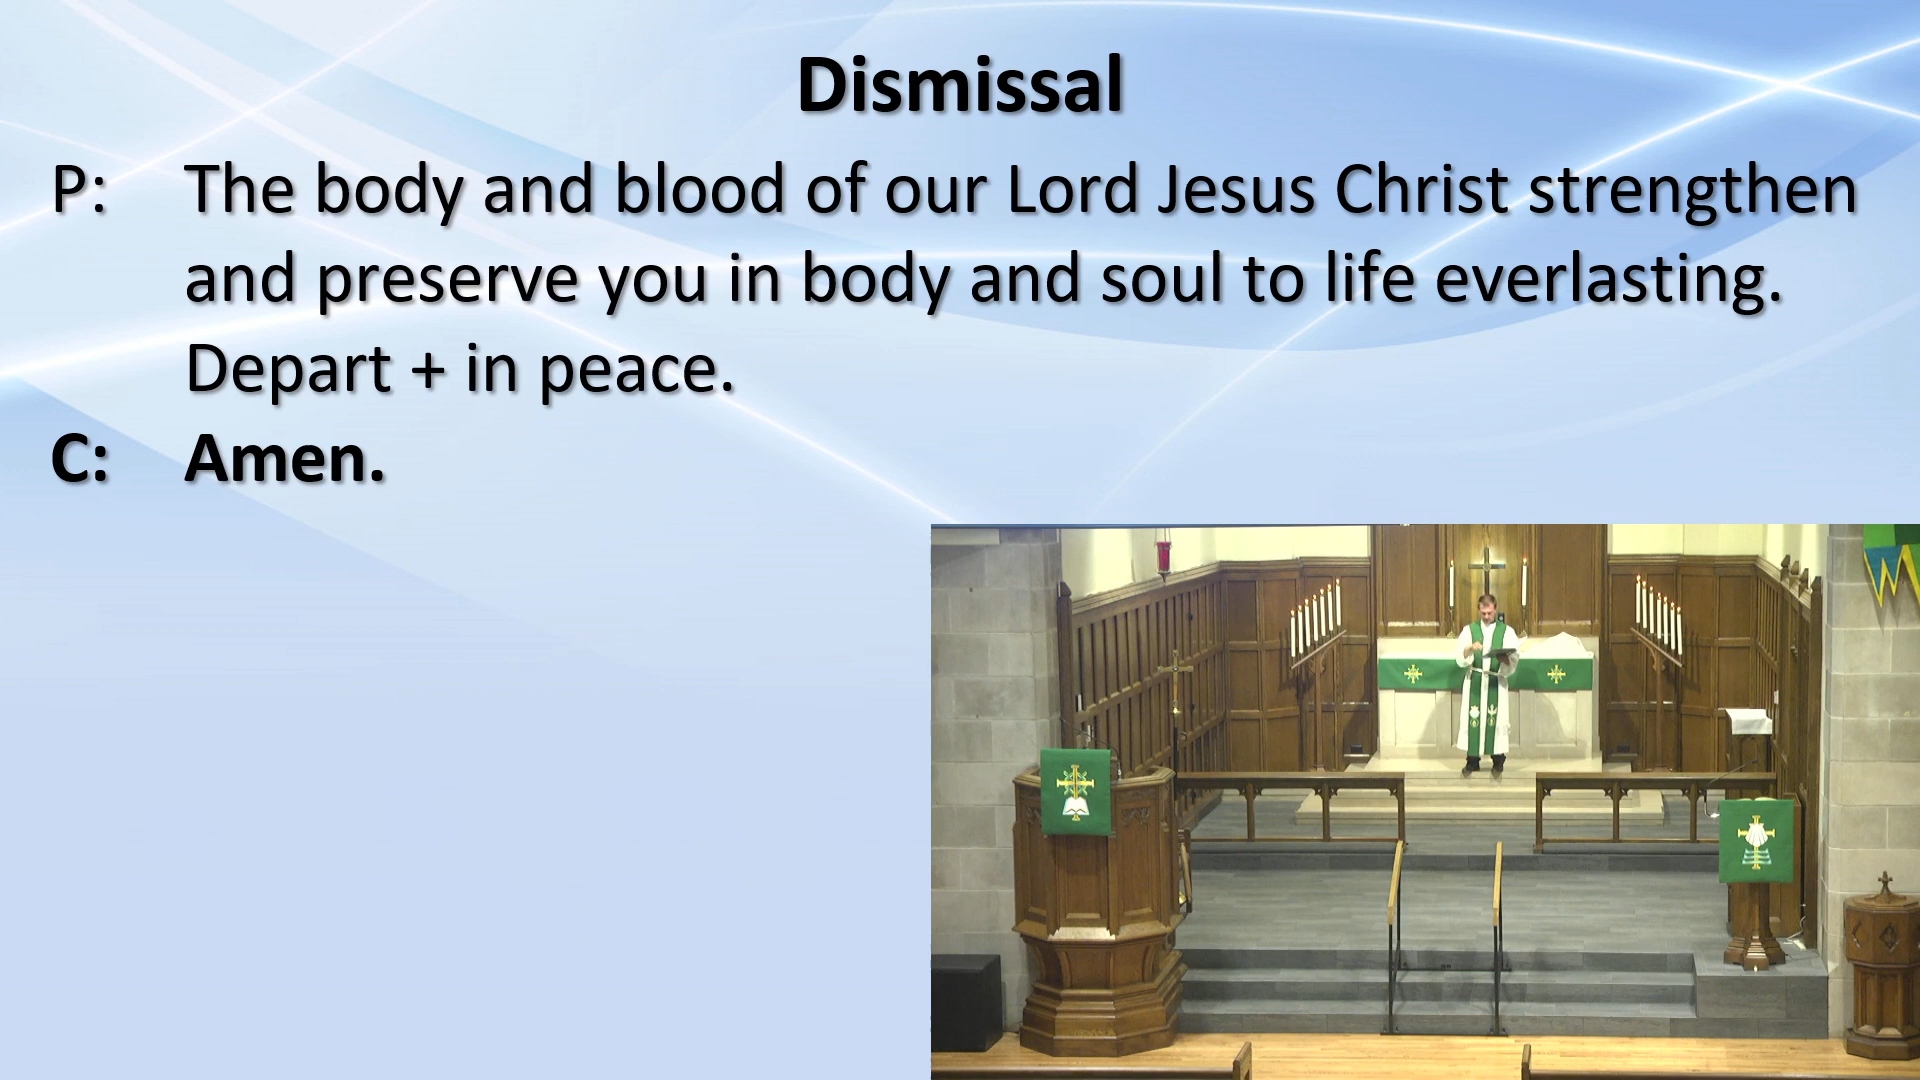 Dismissal
P: The body and blood of our Lord Jesus Christ strengthen
and preserve you in body and soul to life everlasting.
Depart + in peace.
C: Amen.